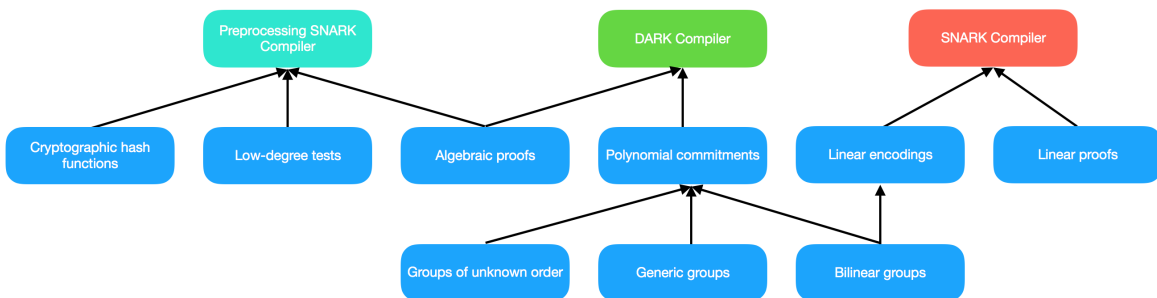 Preprocessing SNARK
Compiler
DARK Compiler
SNARK Compiler
Cryptographic hash
functions
Low-degree tests
Algebraic proofs
Polynomial commitments
Linear encodings
Linear proofs
Groups of unknown order
Generic groups
Bilinear groups